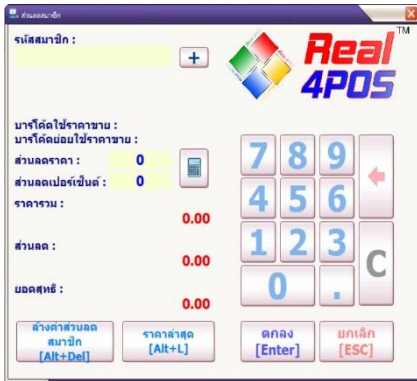 ส่วนลดสมาชิก
รหัสสมาชิก :
+
Real TM
4POS
บาร์โค้ดใช้ราคาขาย :
บาร์โค้ดย่อยใช้ราคาขาย :
ส่วนลดราคา : 0
ส่วนลดเปอร์เซ็นต์ : 0
ราคารวม :
0.00
ส่วนลด :
0.00
ยอดสุทธิ :
0.00
7 8 9
4 5 6
1 2 3 C
0 .
ล้างค่าส่วนลด
สมาชิก
[Alt+Del]
ราคาล่าสุด
[Alt+L]
ตกลง
[Enter]
ยกเลิก
[ESC]